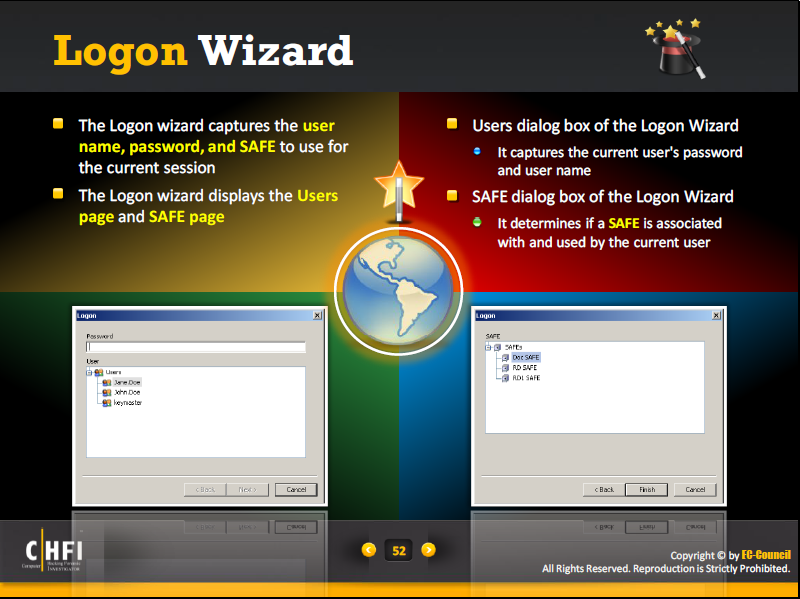 Logon Wizard
The Logon wizard captures the user
name, password, and SAFE to use for
the current session
The Logon wizard displays the Users
page and SAFE page
Users dialog box of the Logon Wizard
It captures the current user's password
and user name
SAFE dialog box of the Logon Wizard
It determines if a SAFE is associated
with and used by the current user
Logon
Password
User
Users
Jane.Doe
John.Doe
keymaster
< Back
Next >
Cancel
Logon
SAFE
SAFEs
Doc SAFE
RD SAFE
RD1 SAFE
< Back
Finish
Cancel
CHFI
Computer
Hacking Forensic
INVESTIGATOR
52
Copyright © by EC-Council
All Rights Reserved. Reproduction is Strictly Prohibited.